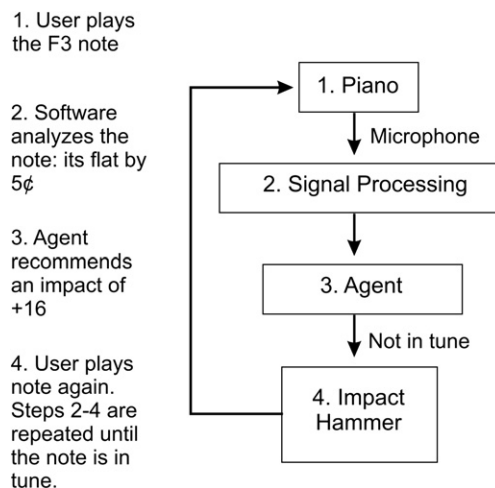 1. User plays
the F3 note
2. Software
analyzes the
note: its flat by
5¢
3. Agent
recommends
an impact of
+16
4. User plays
note again.
Steps 2-4 are
repeated until
the note is in
tune.
1. Piano
Microphone
2. Signal Processing
3. Agent
Not in tune
4. Impact
Hammer